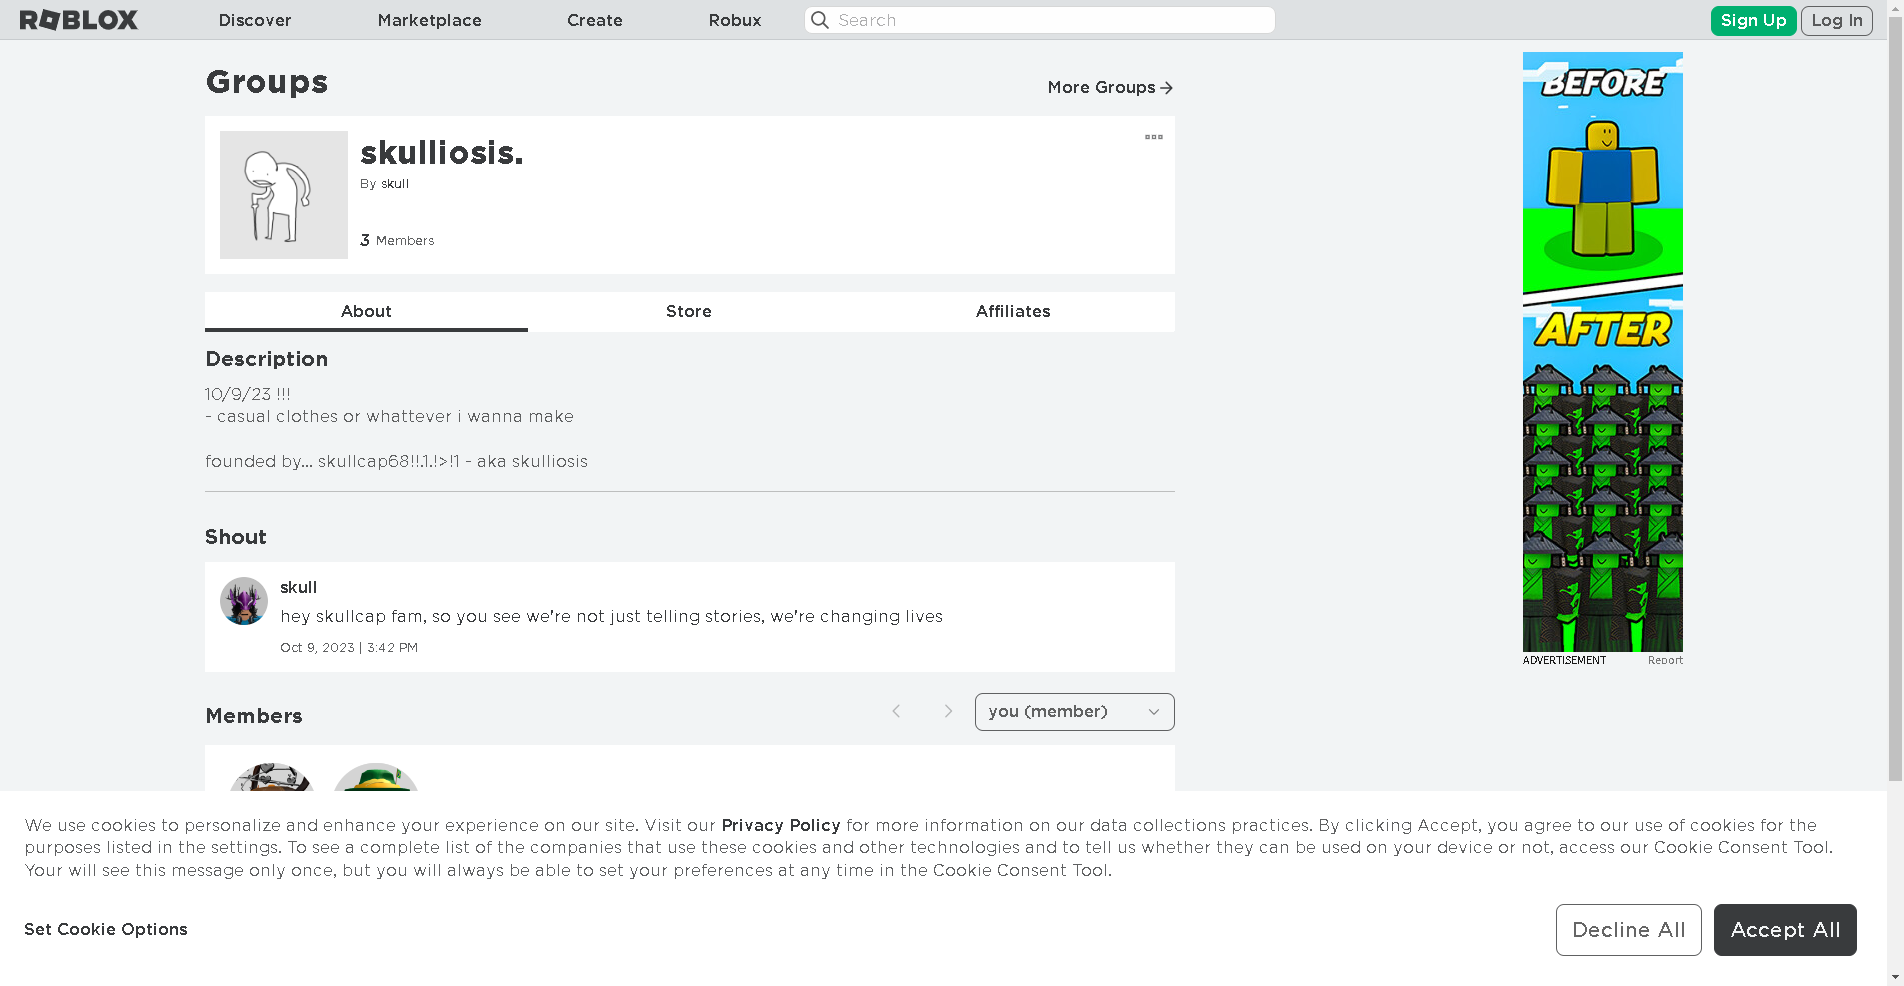 ROBLOX
Discover
Marketplace
Create
Robux
Search
Sign Up
Log In
Groups
More Groups
skulliosis.
By skull
3 Members
About
Store
Affiliates
Description
10/9/23 !!!
- casual clothes or whattever i wanna make
founded by... skullcap68!!.1.!>!1 - aka skulliosis
Shout
skull
hey skullcap fam, so you see we're not just telling stories, we're changing lives
Oct 9, 2023 | 3:42 PM
Members
you (member)
BEFORE
AFTER
ADVERTISEMENT
Report
We use cookies to personalize and enhance your experience on our site. Visit our Privacy Policy for more information on our data collections practices. By clicking Accept, you agree to our use of cookies for the
purposes listed in the settings. To see a complete list of the companies that use these cookies and other technologies and to tell us whether they can be used on your device or not, access our Cookie Consent Tool.
Your will see this message only once, but you will always be able to set your preferences at any time in the Cookie Consent Tool.
Set Cookie Options
Decline All
Accept All